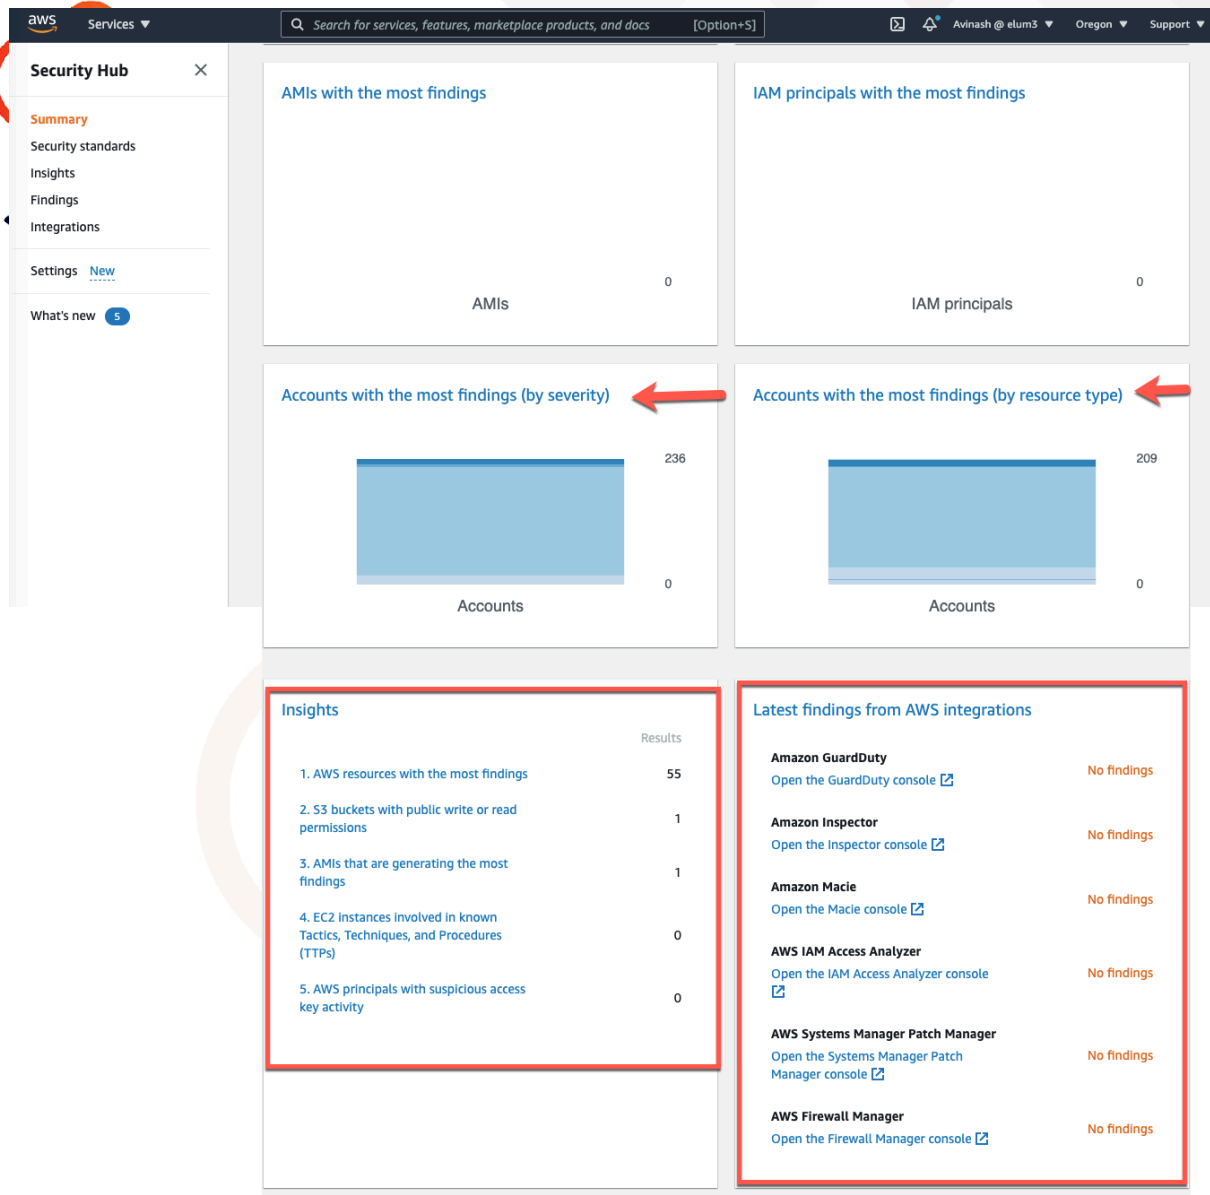 aws
Services
Search for services, features, marketplace products, and docs [Option+S]
Avinash @ elum3
Oregon
Support
Security Hub
Summary
Security standards
Insights
Findings
Integrations
Settings New
What's new 5
AMIs with the most findings
0
AMIs
IAM principals with the most findings
0
IAM principals
Accounts with the most findings (by severity)
236
0
Accounts
Accounts with the most findings (by resource type)
209
0
Accounts
Insights
Results
1. AWS resources with the most findings 55
2. S3 buckets with public write or read
permissions
1
3. AMIs that are generating the most
findings
1
4. EC2 instances involved in known
Tactics, Techniques, and Procedures
(TTPs)
0
5. AWS principals with suspicious access
key activity
0
Latest findings from AWS integrations
Amazon GuardDuty
Open the GuardDuty console
No findings
Amazon Inspector
Open the Inspector console
No findings
Amazon Macie
Open the Macie console
No findings
AWS IAM Access Analyzer
Open the IAM Access Analyzer console
No findings
AWS Systems Manager Patch Manager
Open the Systems Manager Patch
Manager console
No findings
AWS Firewall Manager
Open the Firewall Manager console
No findings